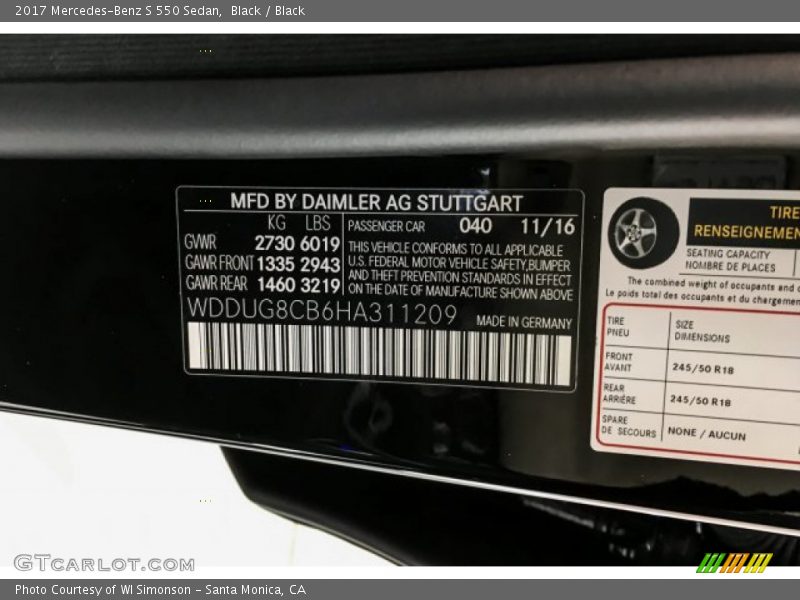 2017 Mercedes-Benz S 550 Sedan, Black / Black
MFD BY DAIMLER AG STUTTGART
KG LBS
GVWR 2730 6019
GAWR FRONT 1335 2943
GAWR REAR 1460 3219
PASSENGER CAR 040 11/16
THIS VEHICLE CONFORMS TO ALL APPLICABLE
U.S. FEDERAL MOTOR VEHICLE SAFETY,BUMPER
AND THEFT PREVENTION STANDARDS IN EFFECT
ON THE DATE OF MANUFACTURE SHOWN ABOVE
WDDUG8CB6HA311209
MADE IN GERMANY
TIRE
RENSEIGNEMEN
SEATING CAPACITY
NOMBRE DE PLACES
The combined weight of occupants and
Le poids total des occupants et du chargemen
TIRE
PNEU
SIZE
DIMENSIONS
FRONT
AVANT
245/50 R18
REAR
ARRIÈRE
245/50 R18
SPARE
DE SECOURS
NONE / AUCUN
GTcarlot.com
Photo Courtesy of WI Simonson - Santa Monica, CA